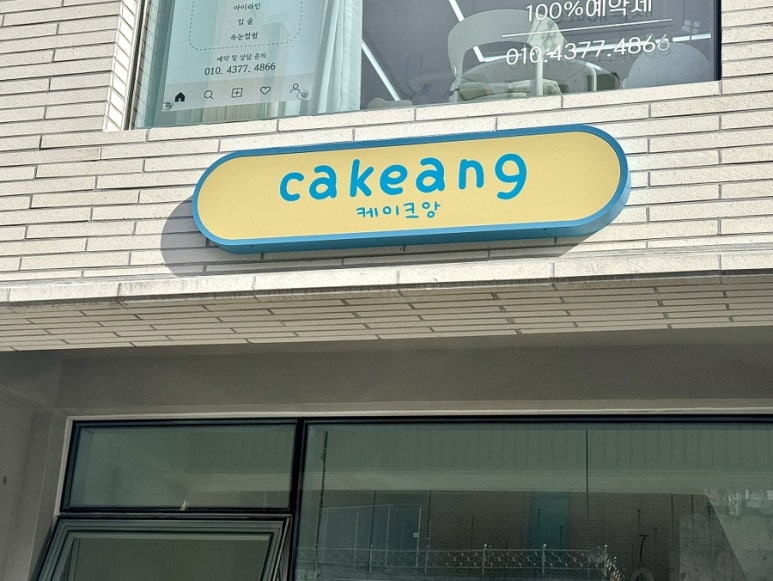 아이라인
입술
속눈썹펌
예약 및 상담 문의
010. 4377. 4866
100%예약제
010.4377.4866
cakeang
케이크앙